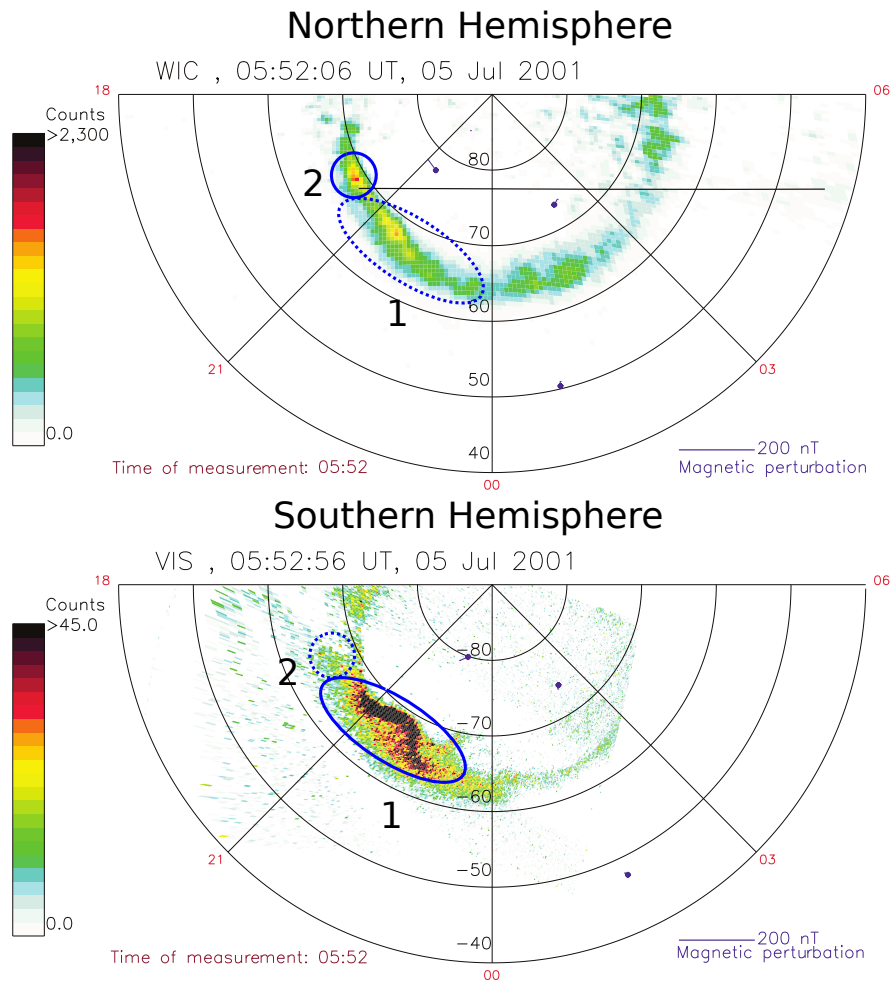 Northern Hemisphere
WIC , 05:52:06 UT, 05 Jul 2001
18
06
Counts
>2,300
80
2
70
1
60
21
03
50
0.0
40
200 nT
Time of measurement: 05:52
Magnetic perturbation
00
Southern Hemisphere
VIS , 05:52:56 UT, 05 Jul 2001
18
06
Counts
>45.0
-80
2
-70
-60
1
21
03
-50
0.0
-40
200 nT
Time of measurement: 05:52
Magnetic perturbation
00